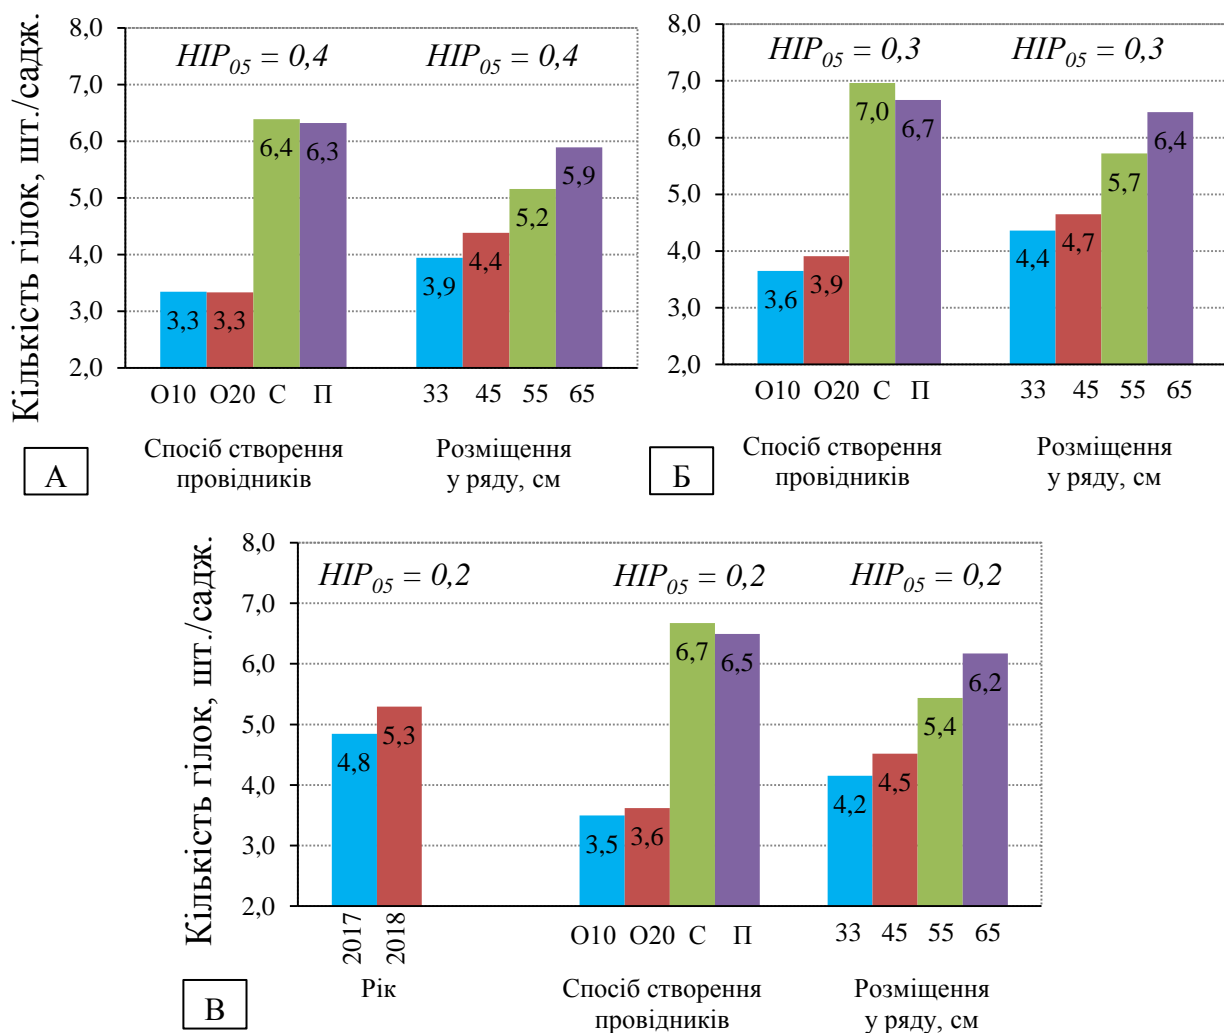 Кількість гілок, шт./садж.
8,0
7,0
6,0
5,0
4,0
3,0
2,0
НІР05 = 0,4
НІР05 = 0,4
3,3
3,3
6,4
6,3
3,9
4,4
5,2
5,9
О10 О20 С П
33 45 55 65
Спосіб створення
провідників
Розміщення
у ряду, см
А
8,0
7,0
6,0
5,0
4,0
3,0
2,0
НІР05 = 0,3
НІР05 = 0,3
3,6
3,9
7,0
6,7
4,4
4,7
5,7
6,4
О10 О20 С П
33 45 55 65
Спосіб створення
провідників
Розміщення
у ряду, см
Б
Кількість гілок, шт./садж.
8,0
7,0
6,0
5,0
4,0
3,0
2,0
НІР05 = 0,2
НІР05 = 0,2
НІР05 = 0,2
4,8
5,3
3,5
3,6
6,7
6,5
4,2
4,5
5,4
6,2
2017
2018
О10 О20 С П
33 45 55 65
Рік
Спосіб створення
провідників
Розміщення
у ряду, см
В